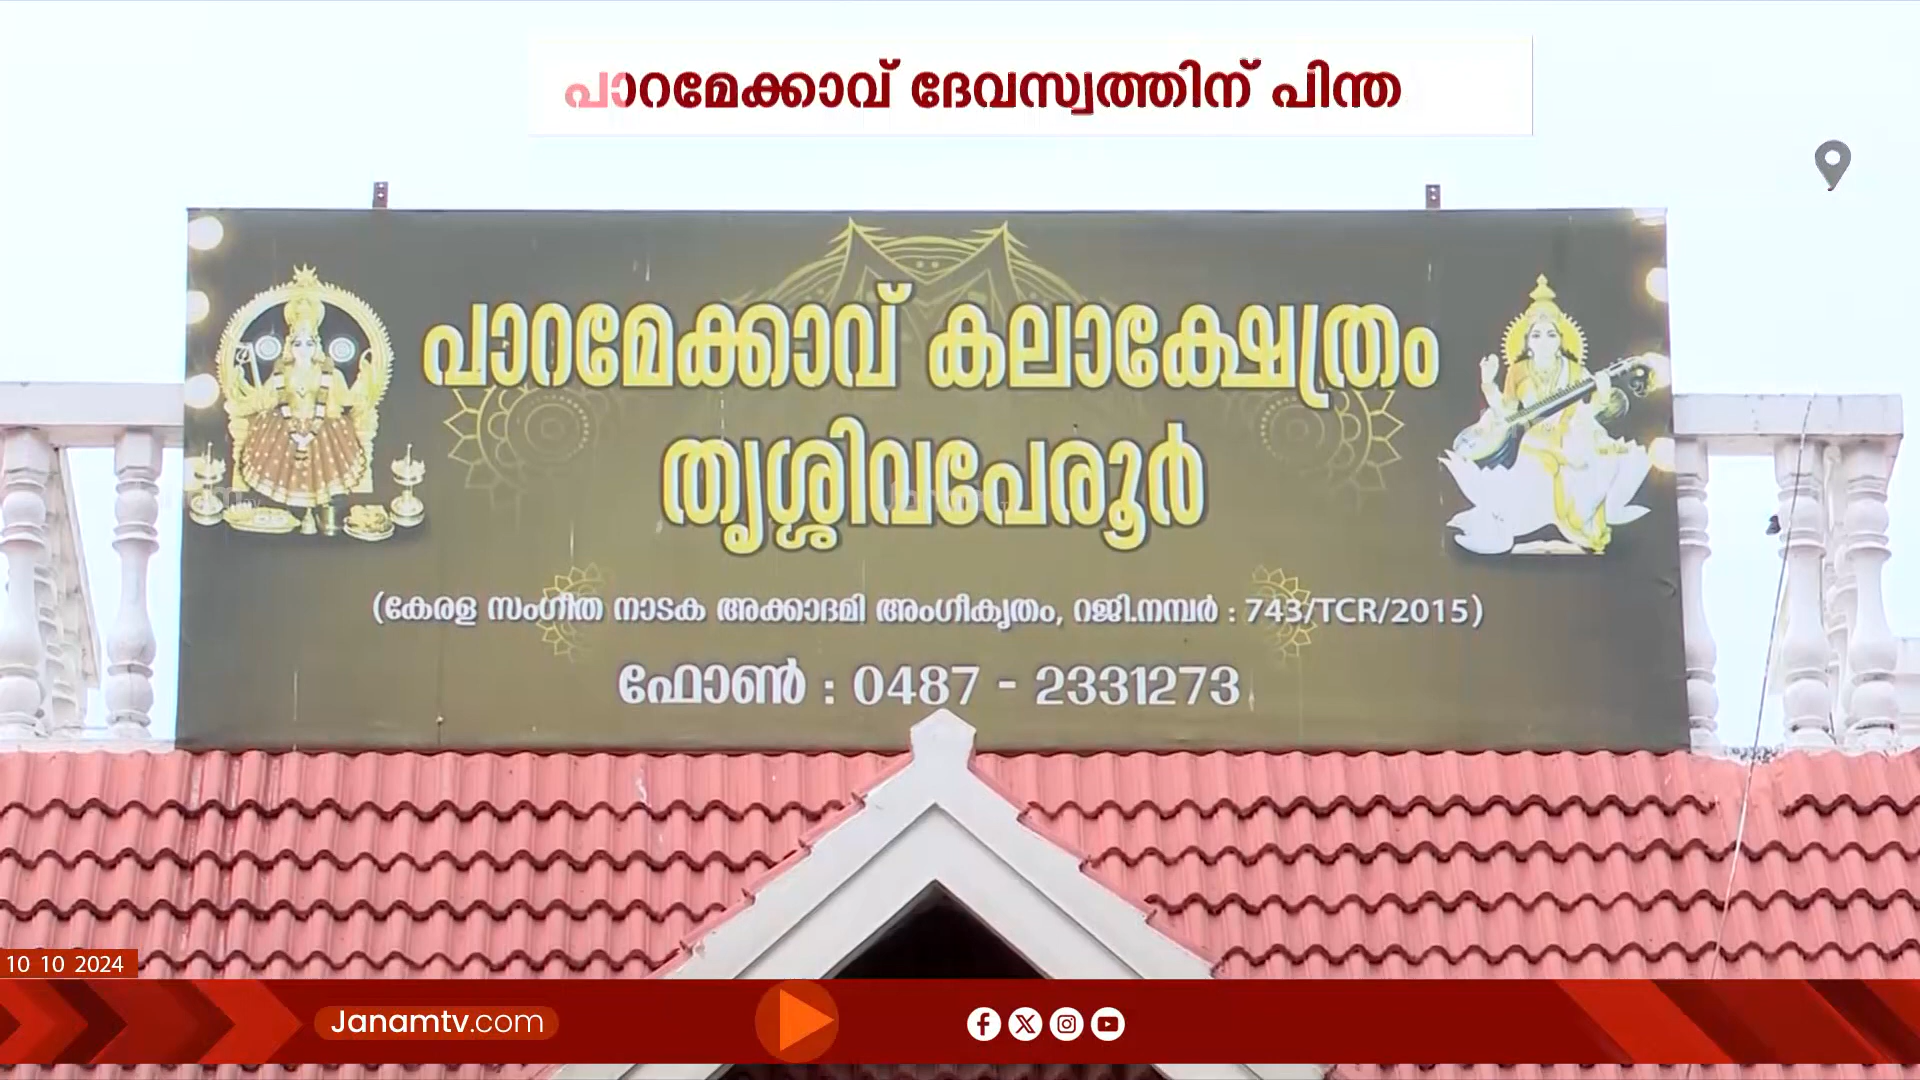 പാറമേക്കാവ് ദേവസ്വത്തിന് പിന്ത
പാറമേക്കാവ് കലാക്ഷേത്രം
തൃശ്ശിവപേരൂർ
(കേരള സംഗീത നാടക അക്കാദമി അംഗീകൃതം, റജി.നമ്പർ : 743/TCR/2015)
ഫോൺ : 0487 - 2331273
10 10 2024
Janamtv.com